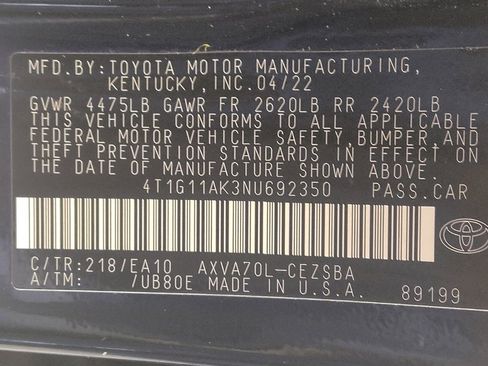 MFD.BY:TOYOTA MOTOR MANUFACTURING,
KENTUCKY,INC.04/22
GVWR 4475LB GAWR FR 2620LB RR 2420LB
THIS VEHICLE CONFORMS TO ALL APPLICABLE
FEDERAL MOTOR VEHICLE SAFETY,BUMPER,AND
THEFT PREVENTION STANDARDS IN EFFECT ON
THE DATE OF MANUFACTURE SHOWN ABOVE.
4T1G11AK3NU692350 PASS.CAR
C/TR:218/EA10 AXVA70L-CEZSBA
A/TM: /UB80E MADE IN U.S.A. 89199